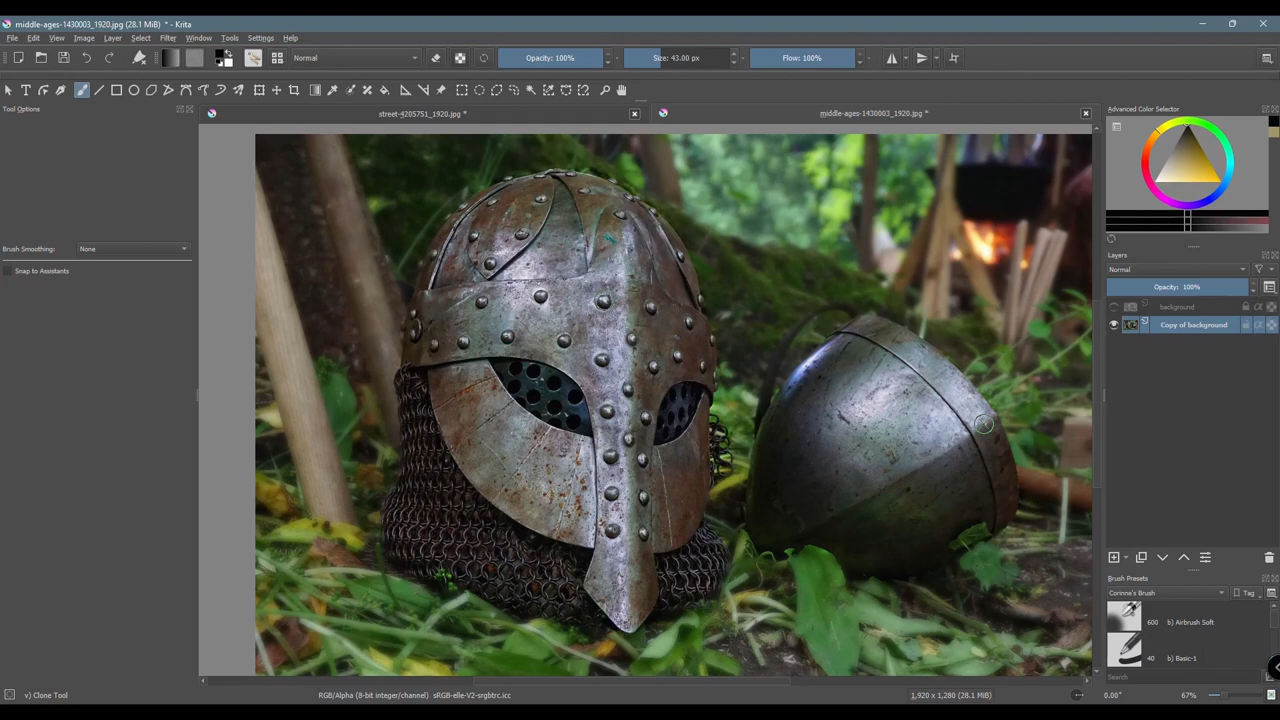 middle-ages-1430003_1920.jpg (28.1 MiB) * - Krita
File Edit View Image Layer Select Filter Window Tools Settings Help
Normal Opacity: 100% Size: 43.00 px Flow: 100%
Tool Options
street-4205751_1920.jpg *
middle-ages-1430003_1920.jpg *
Advanced Color Selector
Brush Smoothing: None
Snap to Assistants
Layers
Normal
Opacity: 100%
background
Copy of background
Brush Presets
Corinne's Brush Tag
600 b) Airbrush Soft
40 b) Basic-1
Search
v) Clone Tool RGB/Alpha (8-bit integer/channel) sRGB-elle-V2-srgbtrc.icc 1,920 x 1,280 (28.1 MiB) 0.00° 67%